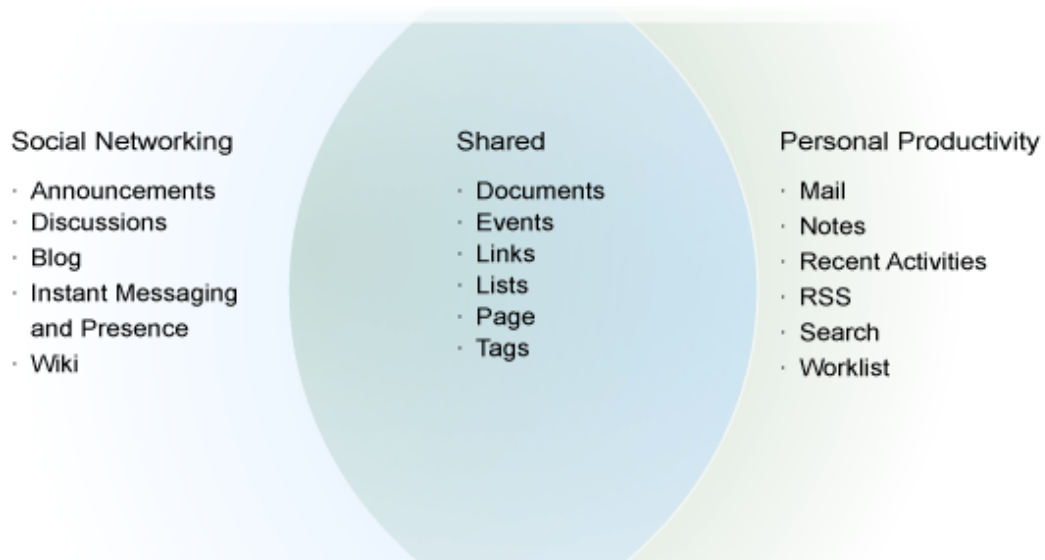 Social Networking
· Announcements
· Discussions
· Blog
· Instant Messaging
and Presence
· Wiki
Shared
· Documents
· Events
· Links
· Lists
· Page
· Tags
Personal Productivity
· Mail
· Notes
· Recent Activities
· RSS
· Search
· Worklist